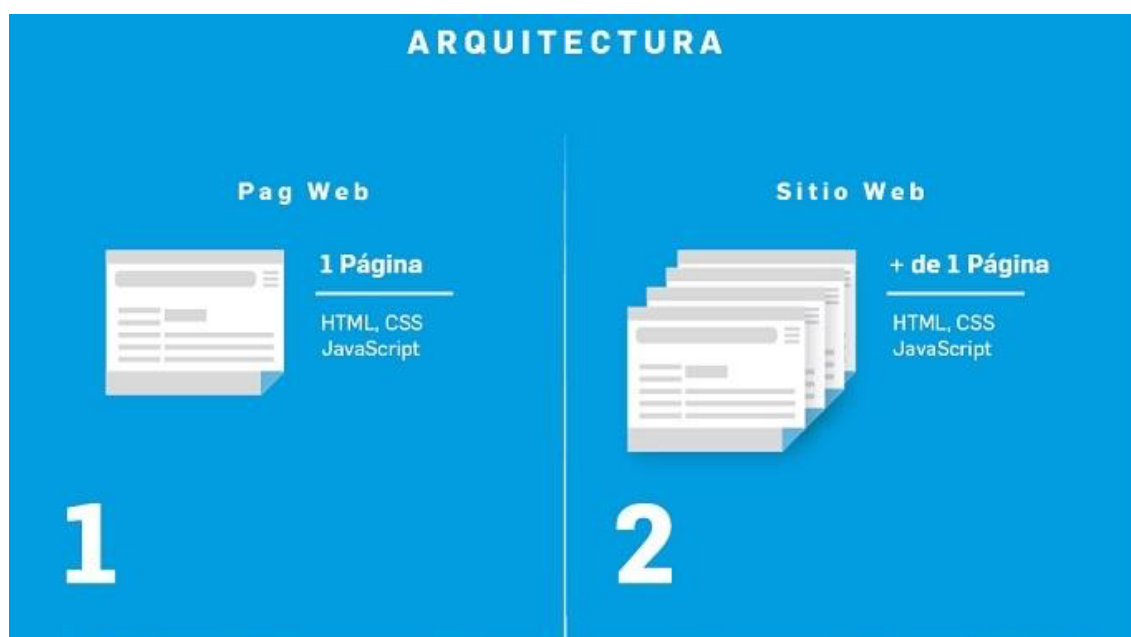 ARQUITECTURA
Pag Web
1 Página
HTML, CSS
JavaScript
1
Sitio Web
+ de 1 Página
HTML, CSS
JavaScript
2